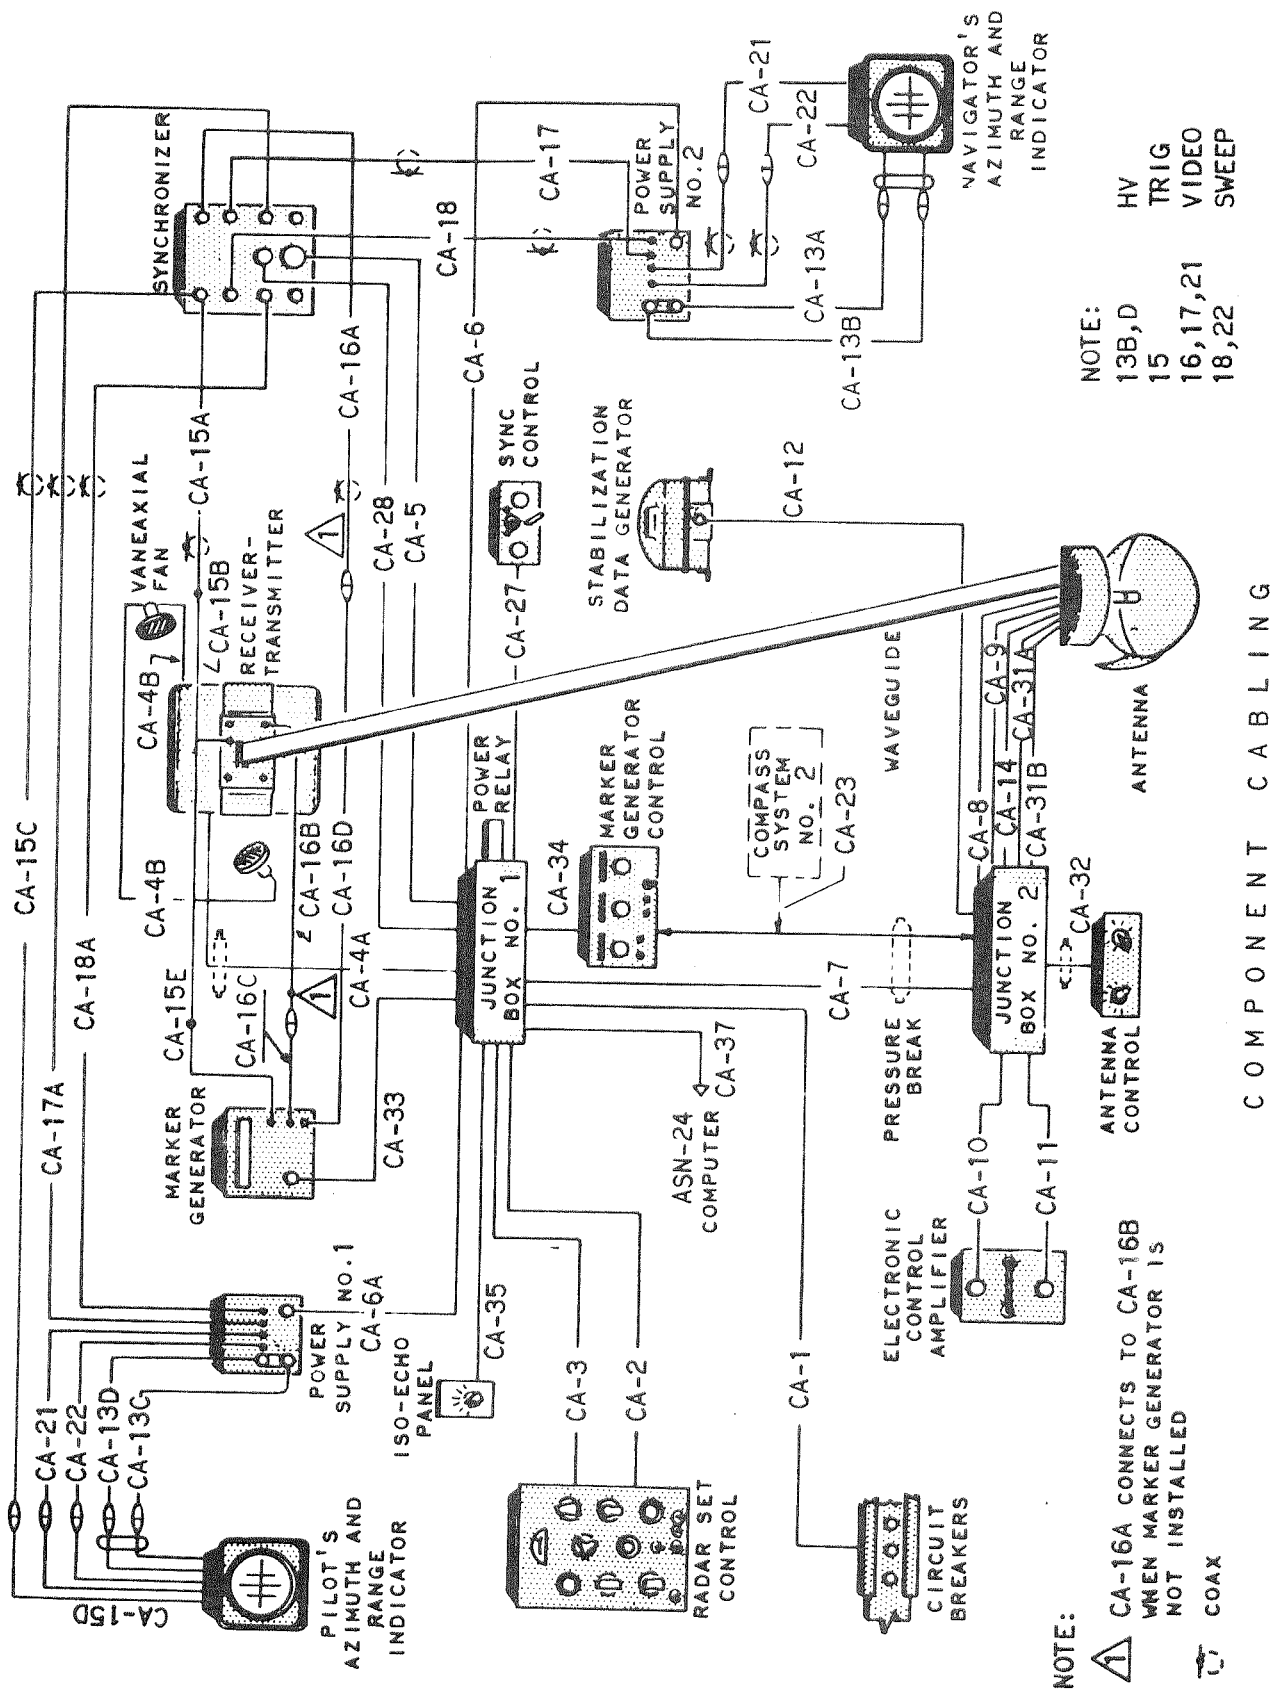 CA-15D
PILOT'S
AZIMUTH AND
RANGE
INDICATOR
CA-21
CA-22
CA-13D
CA-13C
POWER
SUPPLY NO.1
CA-6A
CA-15C
CA-17A
CA-18A
MARKER
GENERATOR
CA-15E
CA-16C
CA-33
CA-4A
CA-4B
CA-4B
VANEAXIAL
FAN
CA-15A
CA-15B
RECEIVER-
TRANSMITTER
CA-16B
CA-16D
1
1
CA-16A
CA-28
CA-5
SYNCHRONIZER
CA-18
CA-17
CA-6
POWER
SUPPLY
NO.2
CA-21
CA-22
CA-13A
CA-13B
NAVIGATOR'S
AZIMUTH AND
RANGE
INDICATOR
ISO-ECHO
PANEL
CA-35
CA-3
CA-2
RADAR SET
CONTROL
JUNCTION
BOX NO. 1
POWER
RELAY
CA-27
SYNC
CONTROL
CA-34
MARKER
GENERATOR
CONTROL
STABILIZATION
DATA GENERATOR
CA-12
ASN-24
COMPUTER
CA-37
COMPASS
SYSTEM
NO. 2
CA-23
CA-7
CA-1
CIRCUIT
BREAKERS
PRESSURE
BREAK
WAVEGUIDE
ELECTRONIC
CONTROL
AMPLIFIER
CA-10
CA-11
JUNCTION
BOX NO. 2
CA-8
CA-9
CA-14
CA-31A
CA-31B
CA-32
ANTENNA
CONTROL
ANTENNA
NOTE:
13B,D HV
15 TRIG
16,17,21 VIDEO
18,22 SWEEP
NOTE:
1 CA-16A CONNECTS TO CA-16B
WHEN MARKER GENERATOR IS
NOT INSTALLED
COAX
COMPONENT CABLING